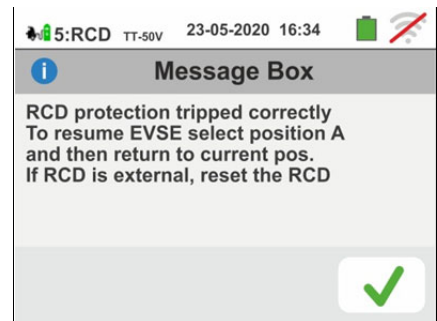 5:RCD TT-50V 23-05-2020 16:34
Message Box
RCD protection tripped correctly
To resume EVSE select position A
and then return to current pos.
If RCD is external, reset the RCD